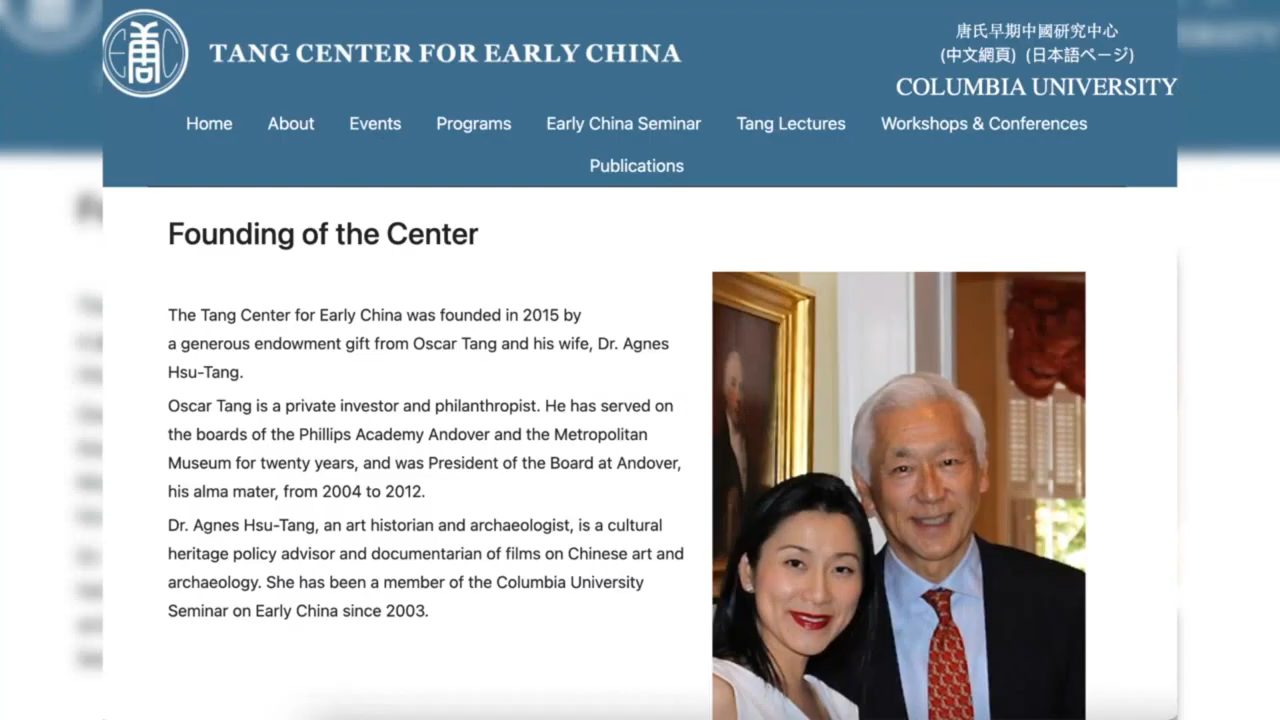 TANG CENTER FOR EARLY CHINA
唐氏早期中國研究中心
(中文網頁) (日本語ページ)
COLUMBIA UNIVERSITY
Home About Events Programs Early China Seminar Tang Lectures Workshops & Conferences
Publications
Founding of the Center
The Tang Center for Early China was founded in 2015 by
a generous endowment gift from Oscar Tang and his wife, Dr. Agnes
Hsu-Tang.
Oscar Tang is a private investor and philanthropist. He has served on
the boards of the Phillips Academy Andover and the Metropolitan
Museum for twenty years, and was President of the Board at Andover,
his alma mater, from 2004 to 2012.
Dr. Agnes Hsu-Tang, an art historian and archaeologist, is a cultural
heritage policy advisor and documentarian of films on Chinese art and
archaeology. She has been a member of the Columbia University
Seminar on Early China since 2003.